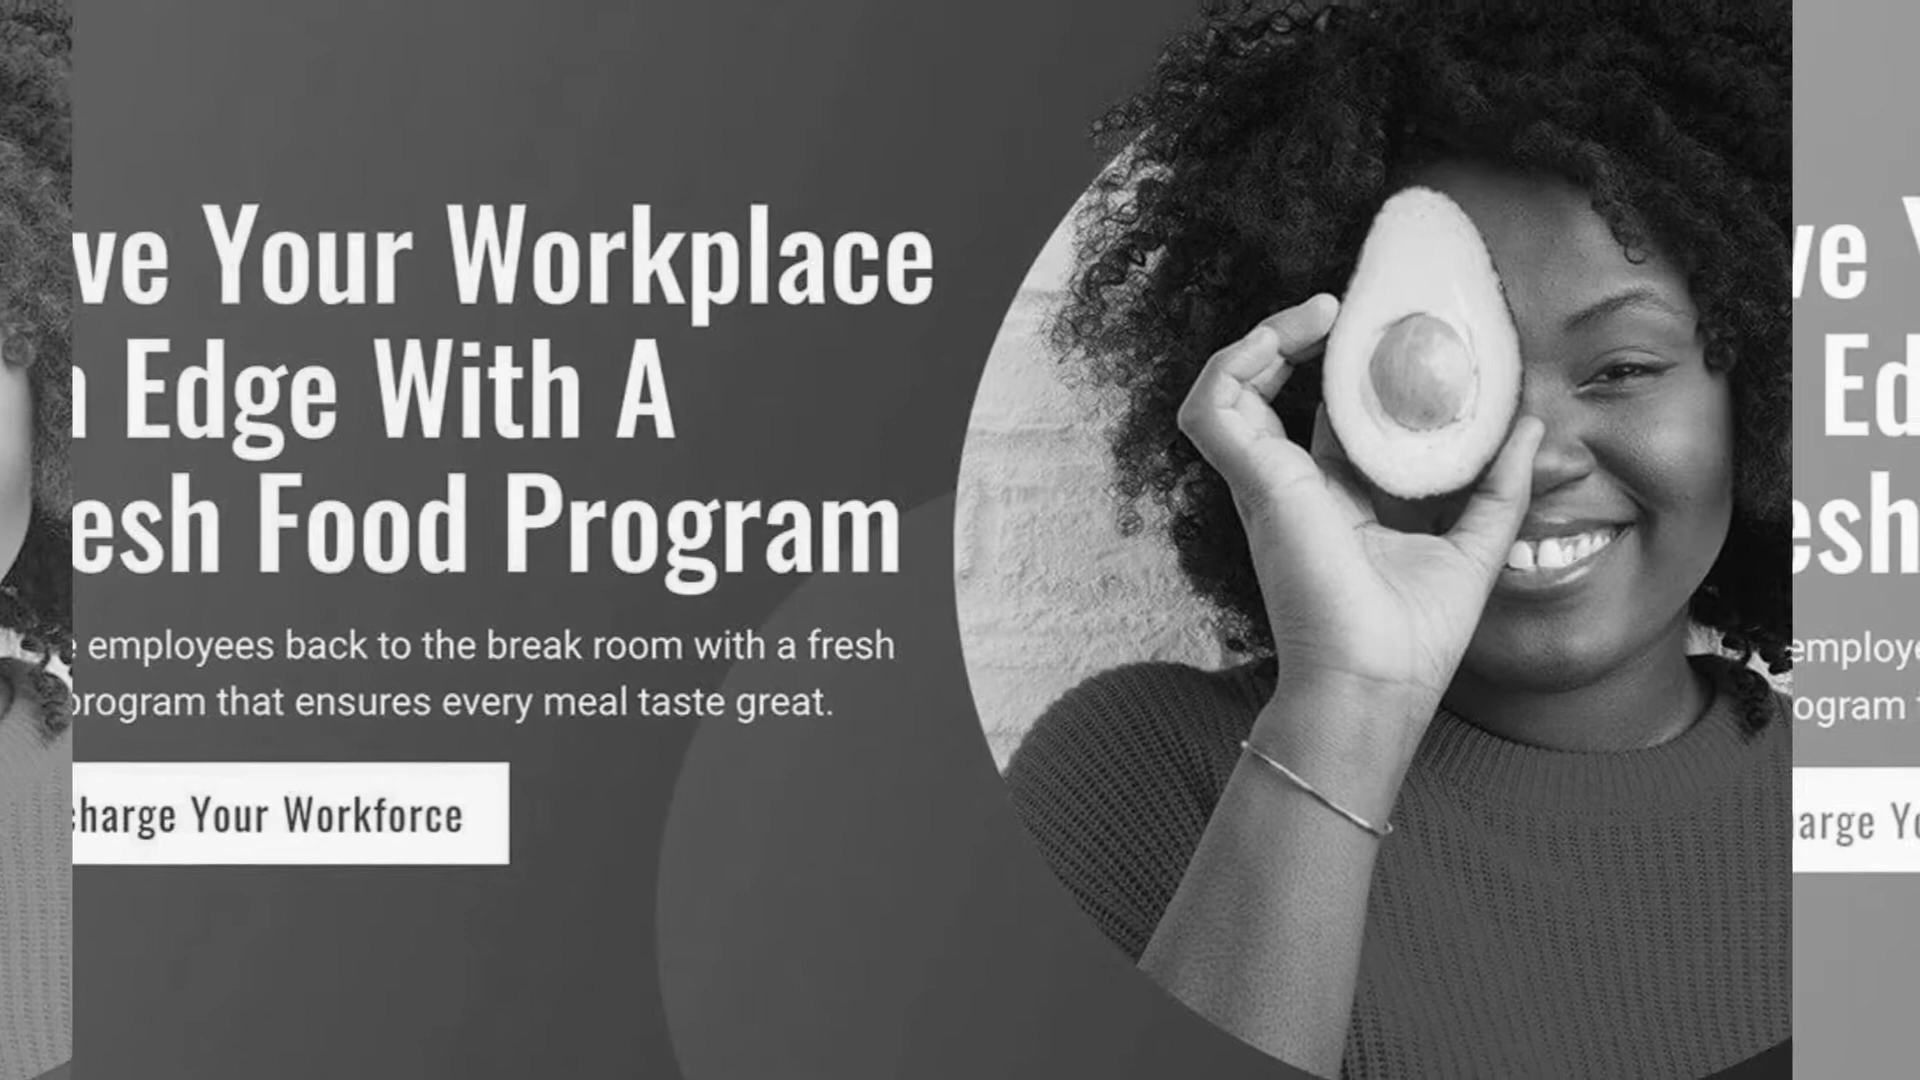 ve Your Workplace
Edge With A
esh Food Program
employees back to the break room with a fresh
program that ensures every meal taste great.
charge Your Workforce
ve
Ed
esh
employe
ogram
arge Yo